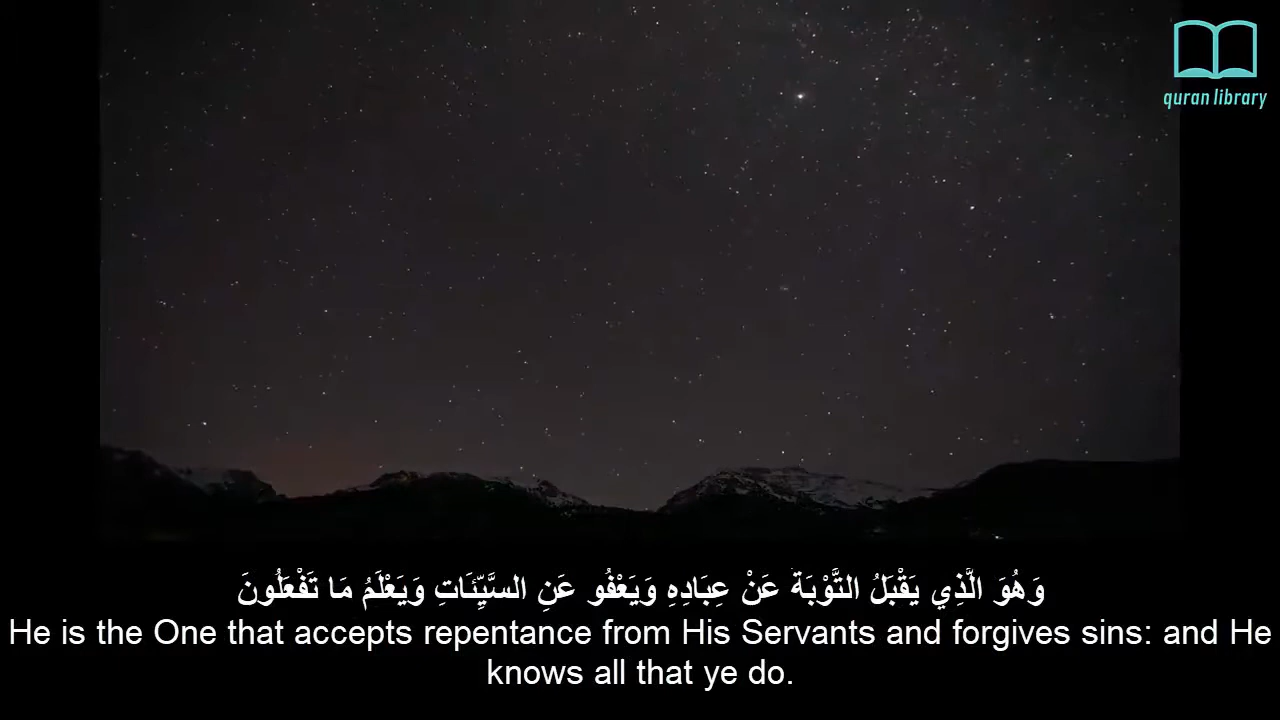 quran library
وَهُوَ الَّذِي يَقْبَلُ التَّوْبَةَ عَنْ عِبَادِهِ وَيَعْفُو عَنِ السَّيِّئَاتِ وَيَعْلَمُ مَا تَفْعَلُونَ
He is the One that accepts repentance from His Servants and forgives sins: and He
knows all that ye do.